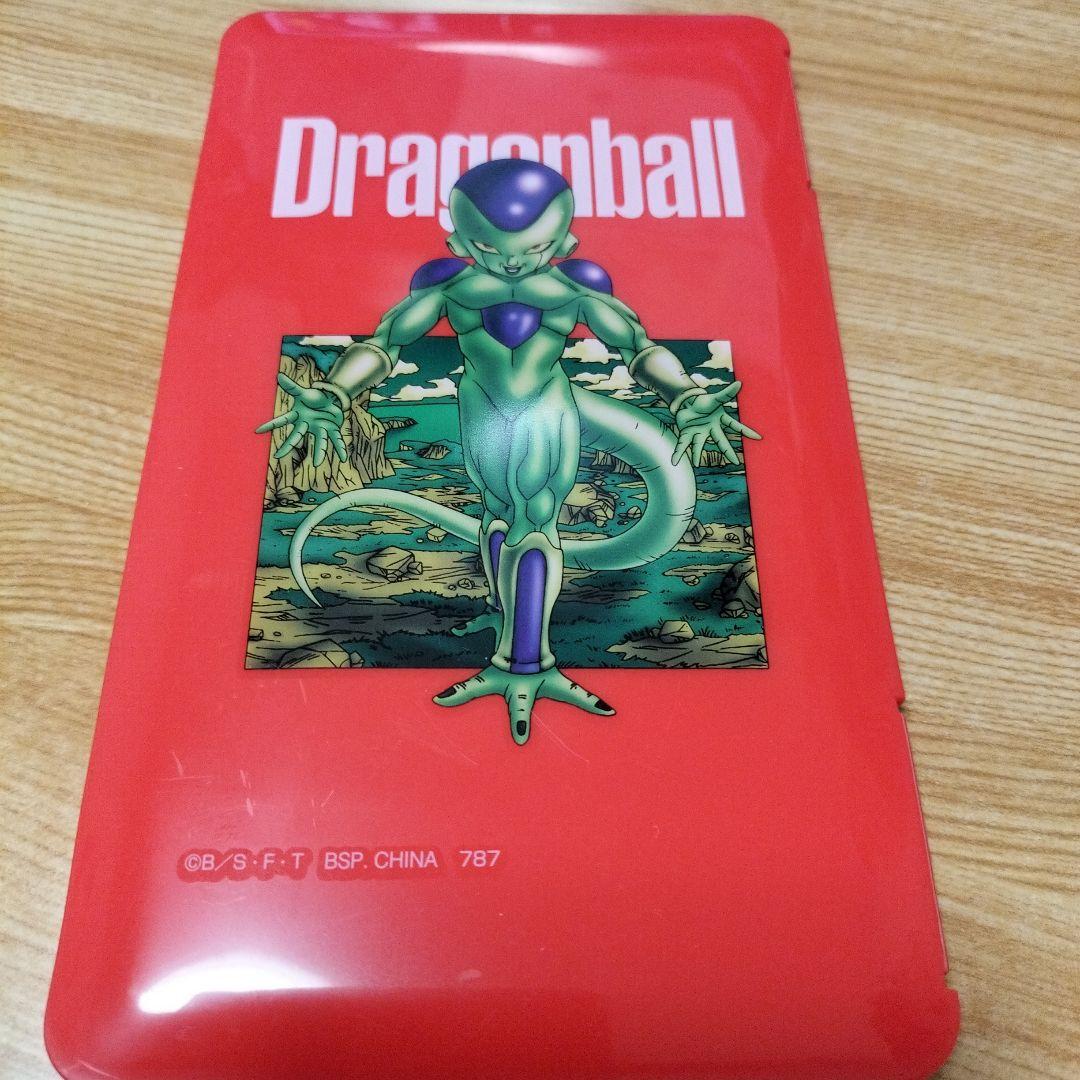 Dragonball
©B/S・F・T BSP. CHINA 787